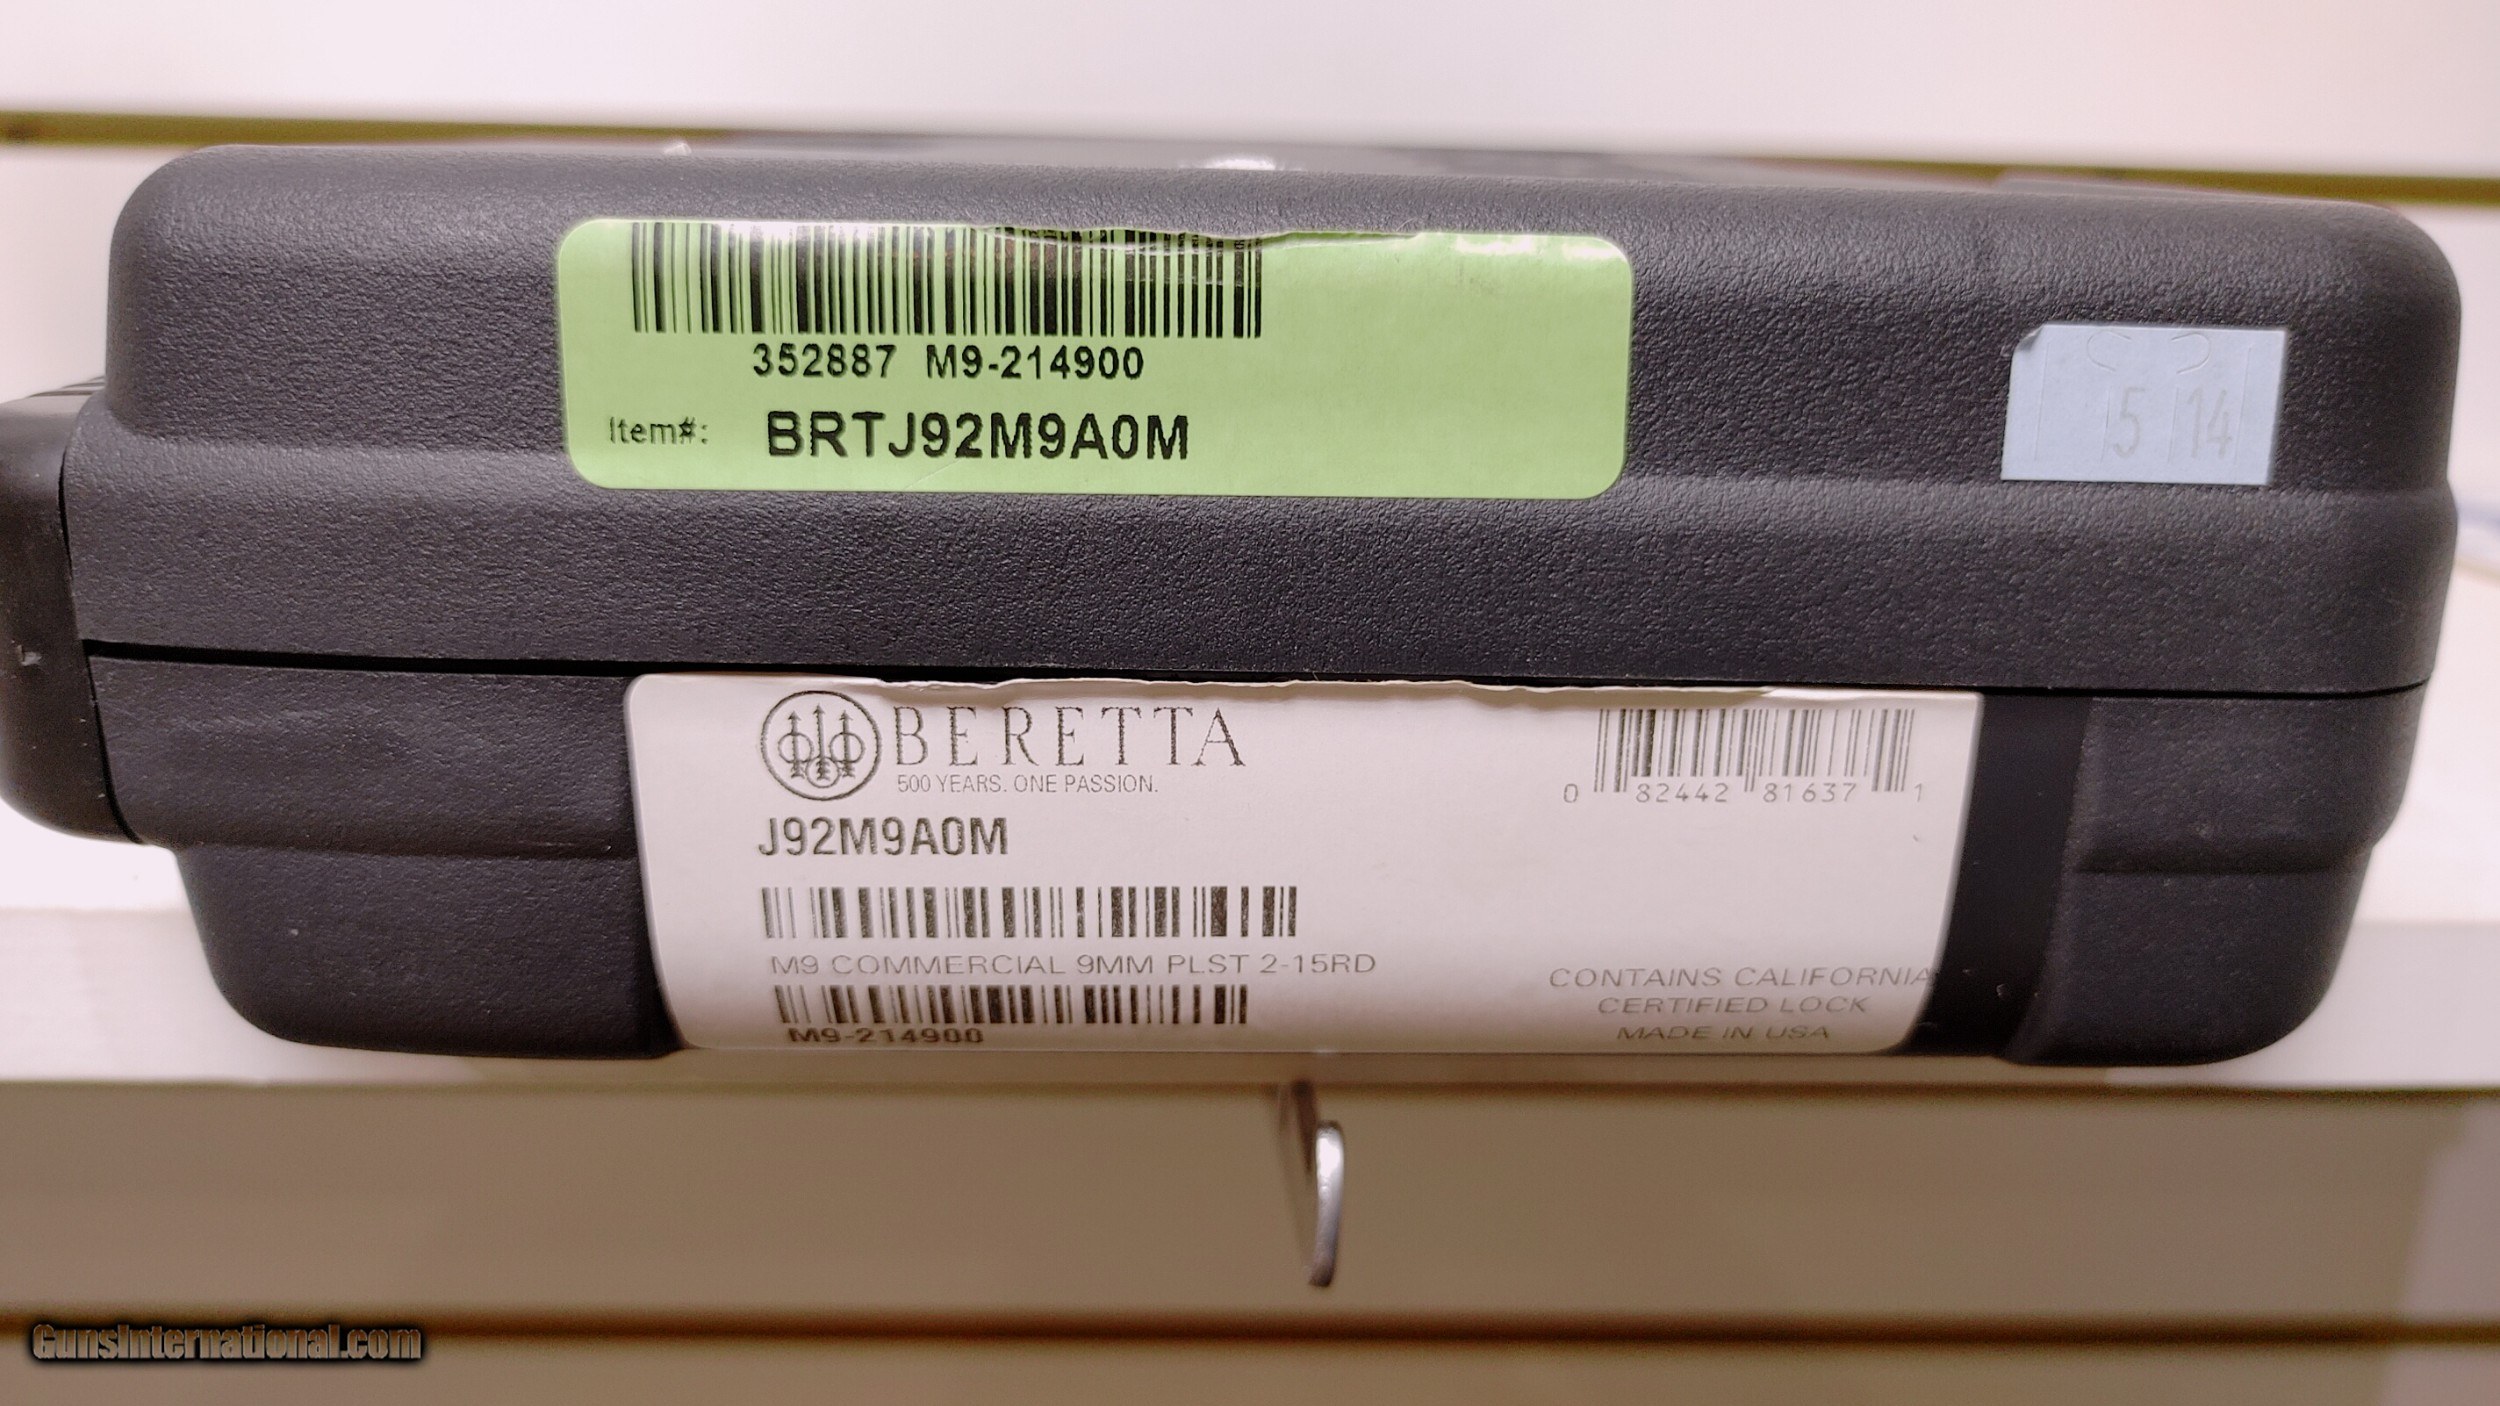 352887 M9-214900
Item#: BRTJ92M9A0M
5 14
BERETTA
500 YEARS. ONE PASSION.
0 82442 81637 1
J92M9A0M
M9 COMMERCIAL 9MM PLST 2-15RD
M9-214900
CONTAINS CALIFORNIA
CERTIFIED LOCK
MADE IN USA
GunsInternational.com